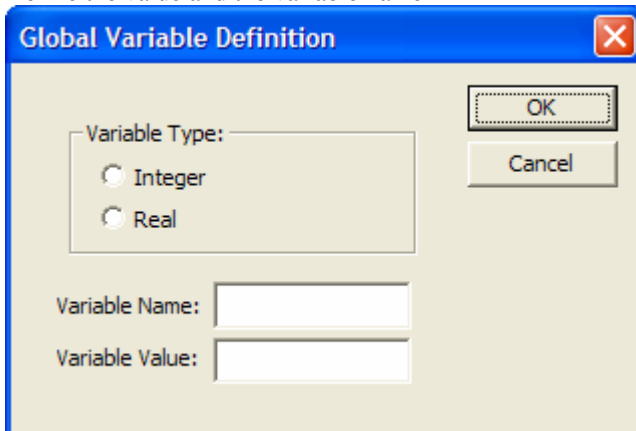 Global Variable Definition
OK
Variable Type:
Cancel
Integer
Real
Variable Name:
Variable Value: